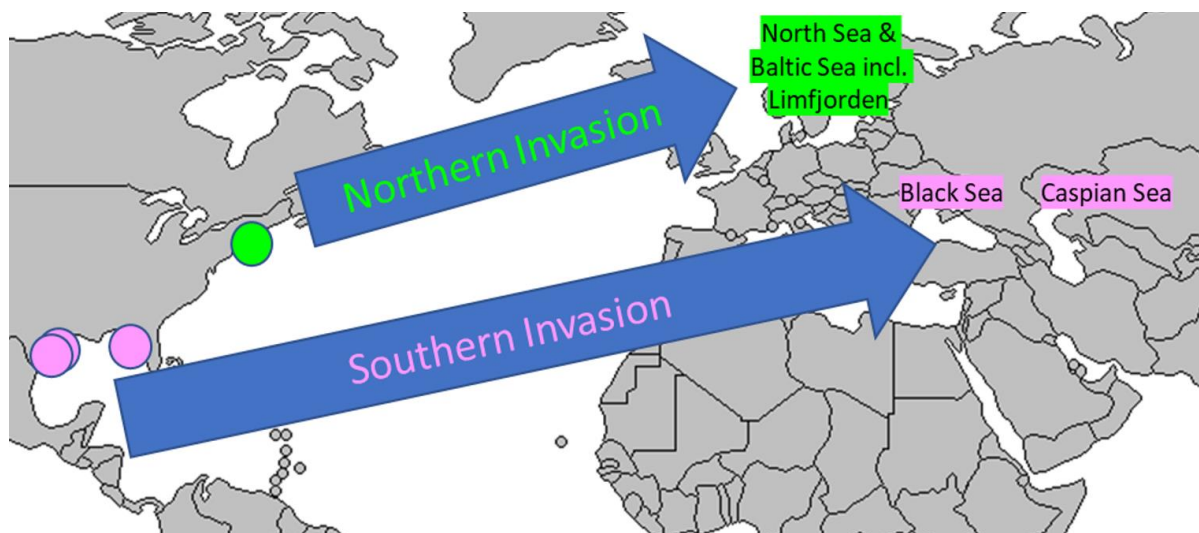 North Sea &
Baltic Sea incl.
Limfjorden
Northern Invasion
Black Sea
Caspian Sea
Southern Invasion